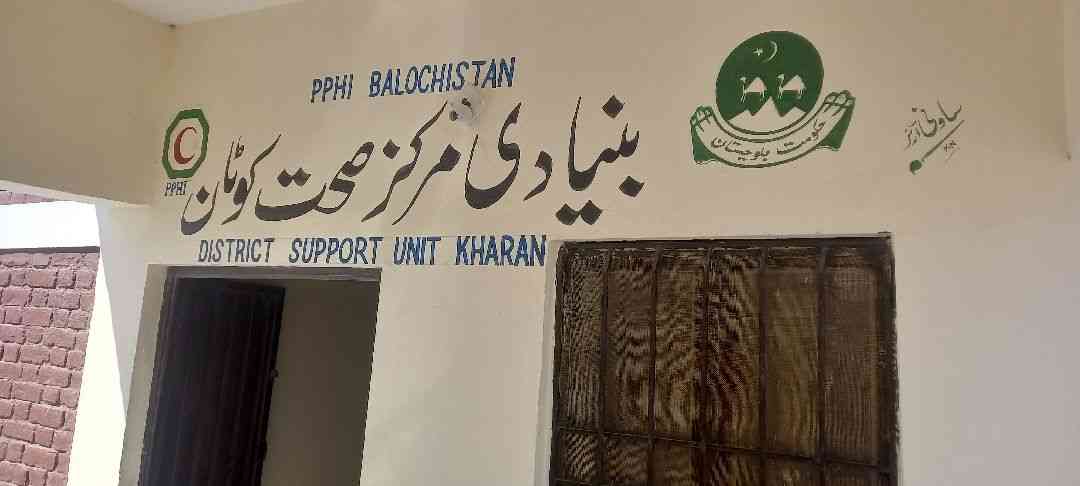 PPHI BALOCHISTAN
بنیادی مرکز صحت کوٹان
PPHI
DISTRICT SUPPORT UNIT KHARAN
حکومت بلوچستان